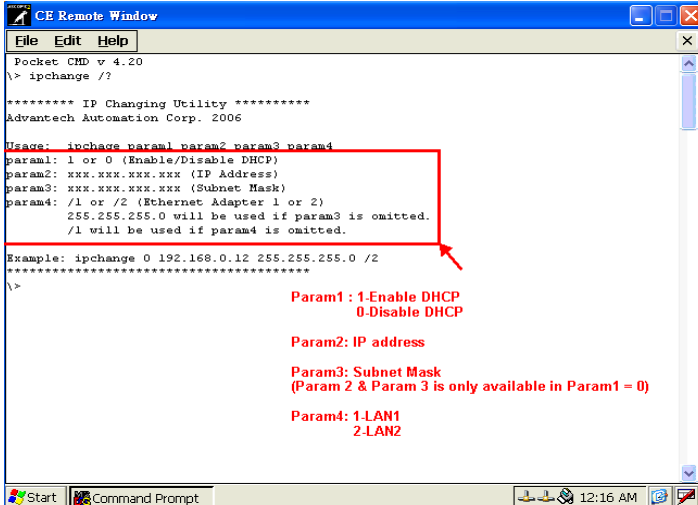 CE Remote Window
File Edit Help
Pocket CMD v 4.20
\> ipchange /?
********* IP Changing Utility **********
Advantech Automation Corp. 2006
Usage: ipchage param1 param2 param3 param4
param1: 1 or 0 (Enable/Disable DHCP)
param2: xxx.xxx.xxx.xxx (IP Address)
param3: xxx.xxx.xxx.xxx (Subnet Mask)
param4: /1 or /2 (Ethernet Adapter 1 or 2)
255.255.255.0 will be used if param3 is omitted.
/1 will be used if param4 is omitted.
Example: ipchange 0 192.168.0.12 255.255.255.0 /2
****************************************
\>
Param1 : 1-Enable DHCP
0-Disable DHCP
Param2: IP address
Param3: Subnet Mask
(Param 2 & Param 3 is only available in Param1 = 0)
Param4: 1-LAN1
2-LAN2
Start Command Prompt 12:16 AM